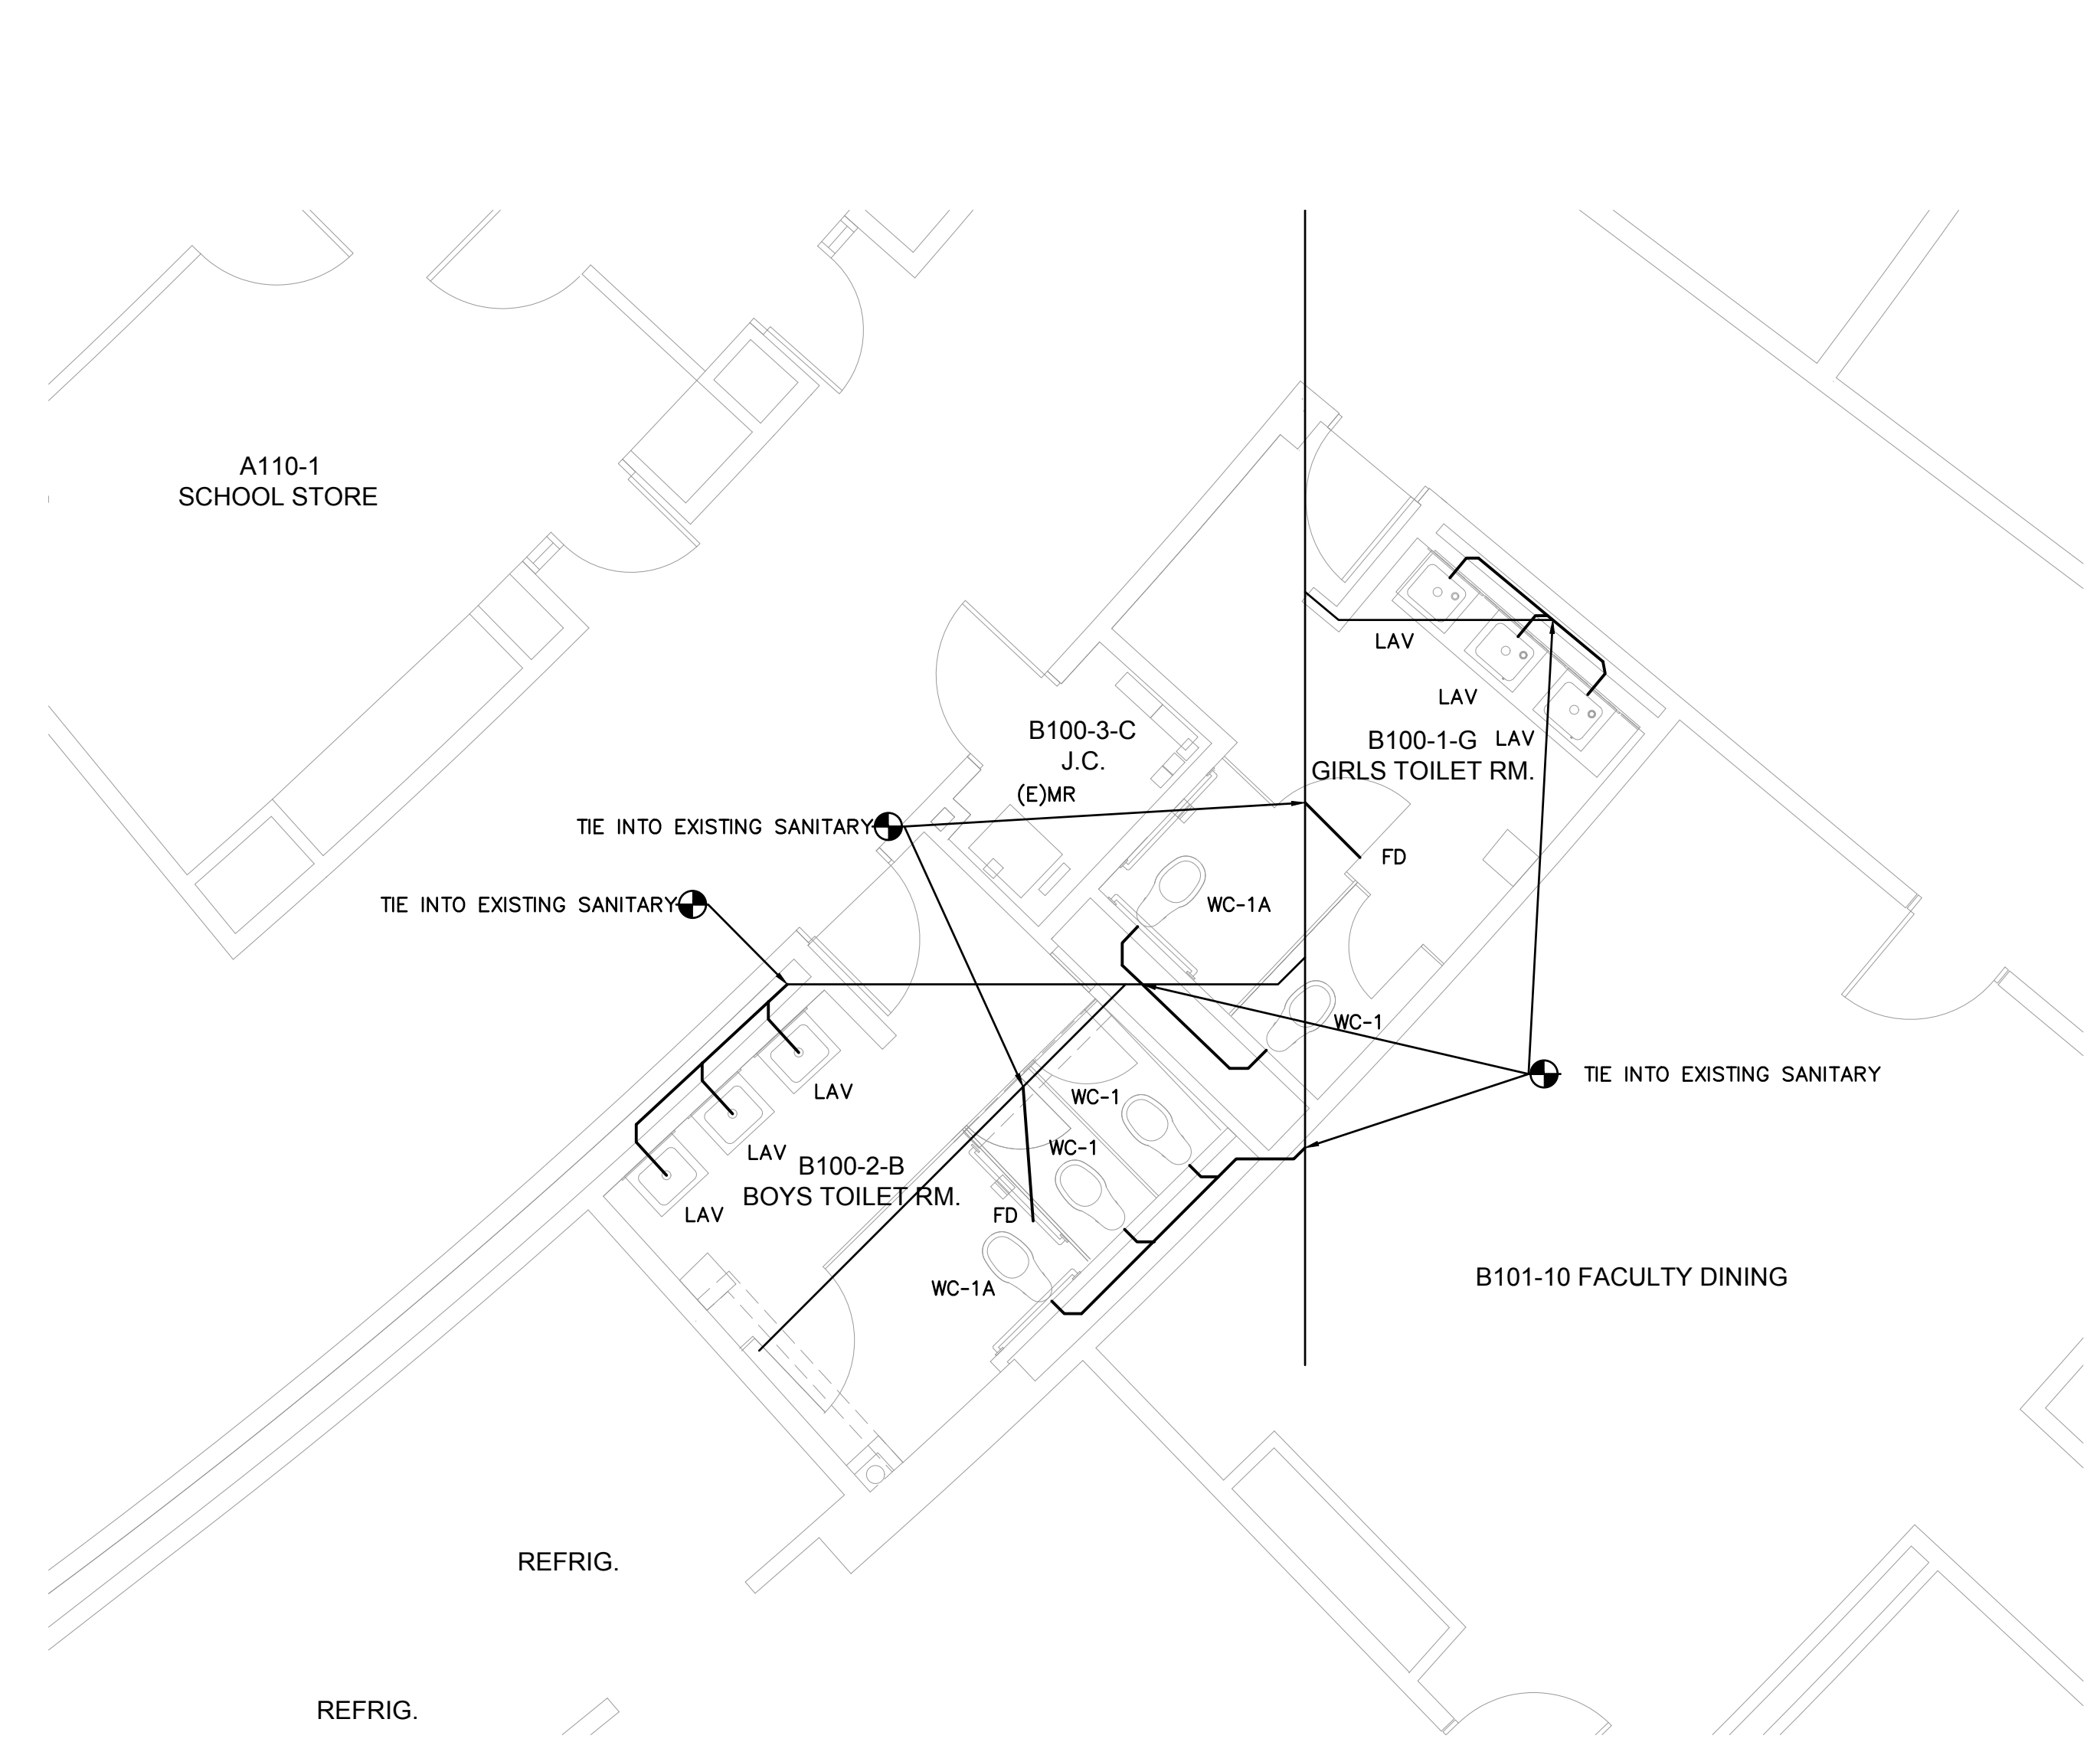 A110-1
SCHOOL STORE
LAV
LAV
B100-3-C
J.C.
B100-1-G
GIRLS TOILET RM.
LAV
(E)MR
TIE INTO EXISTING SANITARY
FD
TIE INTO EXISTING SANITARY
WC-1A
WC-1
TIE INTO EXISTING SANITARY
LAV
WC-1
LAV
WC-1
B100-2-B
BOYS TOILET RM.
LAV
FD
WC-1A
B101-10 FACULTY DINING
REFRIG.
REFRIG.